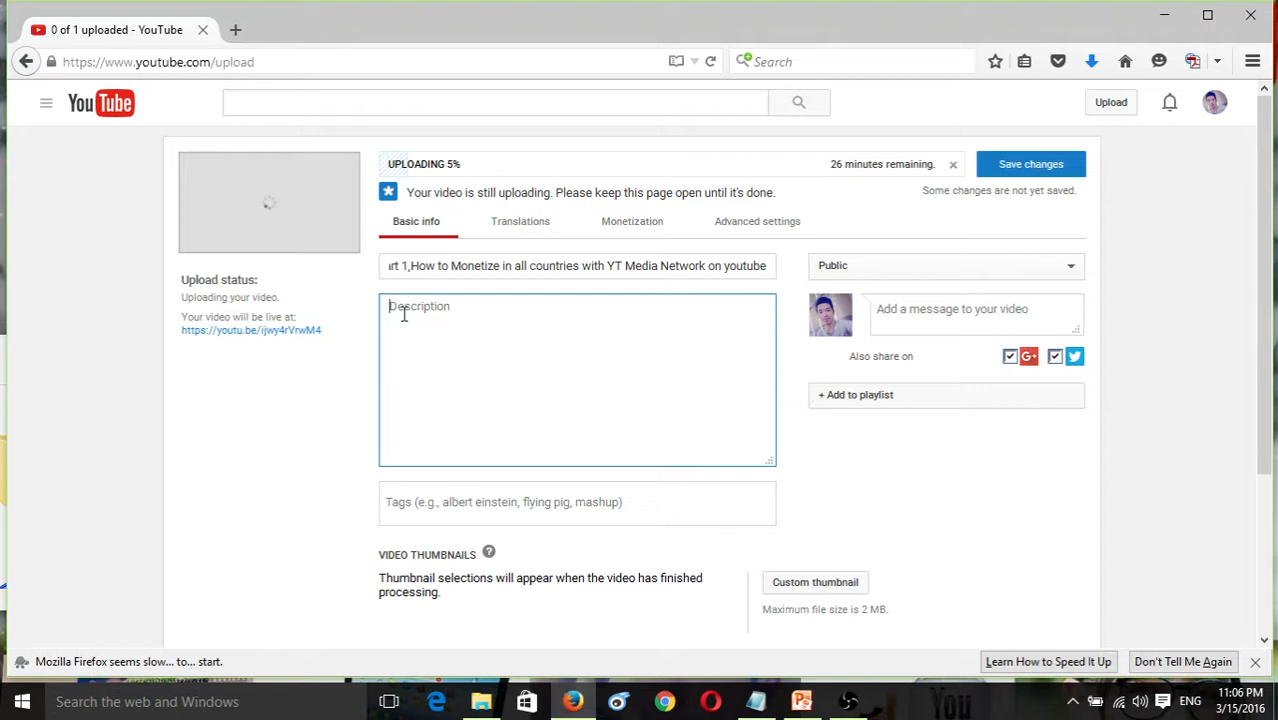 0 of 1 uploaded - YouTube
https://www.youtube.com/upload
Search
YouTube
Upload
UPLOADING 5%
26 minutes remaining.
Save changes
Your video is still uploading. Please keep this page open until it's done.
Some changes are not yet saved.
Basic info
Translations
Monetization
Advanced settings
rt 1,How to Monetize in all countries with YT Media Network on youtube
Public
Upload status:
Uploading your video.
Your video will be live at:
https://youtu.be/ijwy4rVrwM4
Description
Add a message to your video
Also share on
G+
+ Add to playlist
Tags (e.g., albert einstein, flying pig, mashup)
VIDEO THUMBNAILS
?
Thumbnail selections will appear when the video has finished
processing.
Custom thumbnail
Maximum file size is 2 MB.
Mozilla Firefox seems slow... to... start.
Learn How to Speed It Up
Don't Tell Me Again
Search the web and Windows
ENG
11:06 PM
3/15/2016